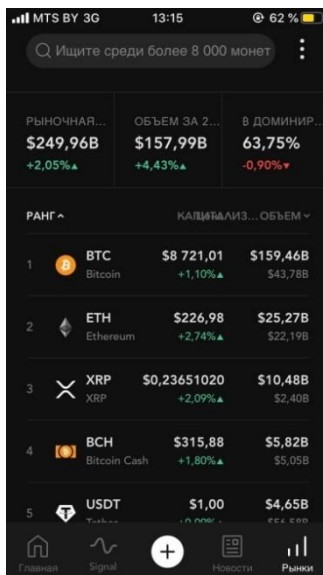 MTS BY 3G 13:15 62 %
Ищите среди более 8 000 монет
РЫНОЧНАЯ... ОБЪЕМ ЗА 2... В ДОМИНИР...
$249,96B $157,99B 63,75%
+2,05%▲ +4,43%▲ -0,90%▼
РАНГ ОБЪЕМ
1 BTC $8 721,01 $159,46B
Bitcoin +1,10%▲ $43,78B
2 ETH $226,98 $25,27B
Ethereum +2,74%▲ $22,19B
3 XRP $0,23651020 $10,48B
XRP +2,09%▲ $2,40B
4 BCH $315,88 $5,82B
Bitcoin Cash +1,80%▲ $5,05B
5 USDT $1,00 $4,65B
Главная Signal Новости Рынки